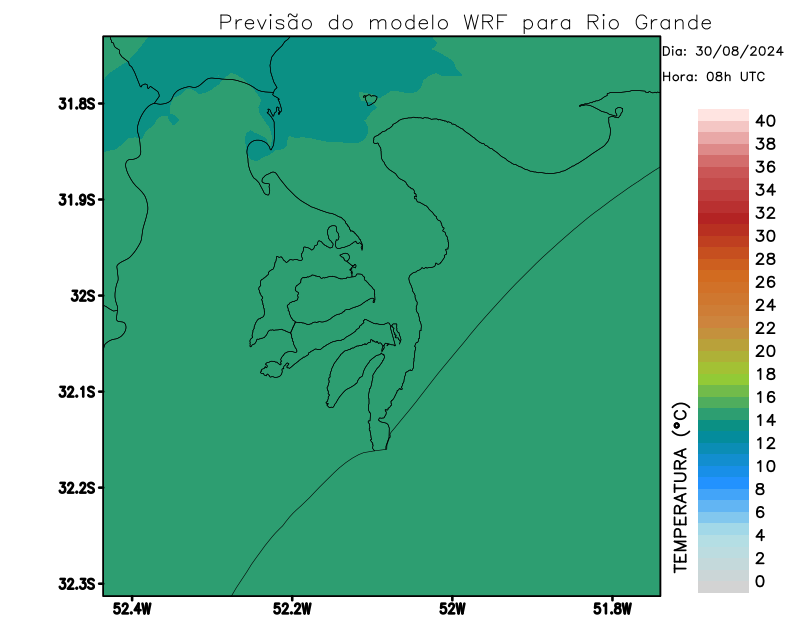 Previsão do modelo WRF para Rio Grande
Dia: 30/08/2024
Hora: 08h UTC
31.8S
31.9S
32S
32.1S
32.2S
32.3S
52.4W
52.2W
52W
51.8W
TEMPERATURA (°C)
40
38
36
34
32
30
28
26
24
22
20
18
16
14
12
10
8
6
4
2
0